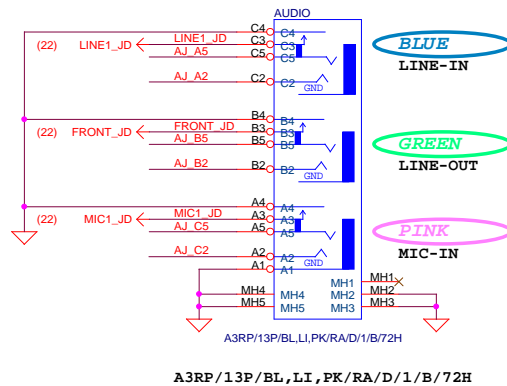 AUDIO
C4 C4
(22) LINE1_JD LINE1_JD C3 C3
AJ_A5 C5 C5
BLUE
LINE-IN
AJ_A2 C2 C2
GND
B4 B4
(22) FRONT_JD FRONT_JD B3 B3
AJ_B5 B5 B5
GREEN
LINE-OUT
AJ_B2 B2 B2
GND
A4 A4
(22) MIC1_JD MIC1_JD A3 A3
AJ_C5 A5 A5
PINK
MIC-IN
AJ_C2 A2 A2
GND
A1 A1
MH1 MH1
MH4 MH4 MH2 MH2
MH5 MH5 MH3 MH3
A3RP/13P/BL,LI,PK/RA/D/1/B/72H
A3RP/13P/BL,LI,PK/RA/D/1/B/72H